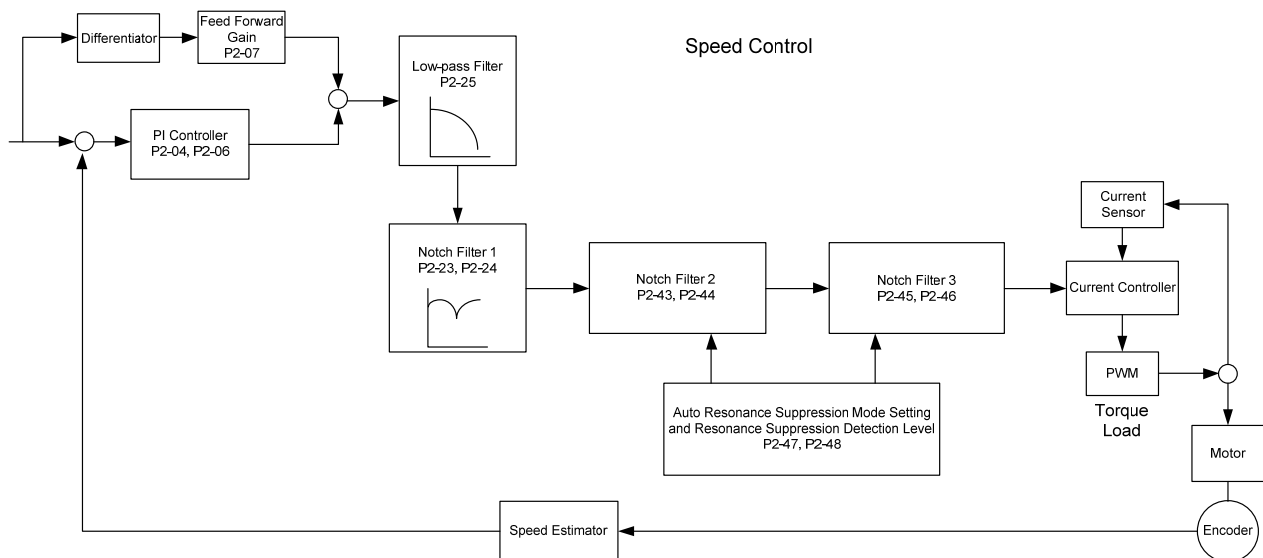 Speed Control
Differentiator
Feed Forward
Gain
P2-07
Low-pass Filter
P2-25
PI Controller
P2-04, P2-06
Notch Filter 1
P2-23, P2-24
Notch Filter 2
P2-43, P2-44
Notch Filter 3
P2-45, P2-46
Current
Sensor
Current Controller
PWM
Torque
Load
Auto Resonance Suppression Mode Setting
and Resonance Suppression Detection Level
P2-47, P2-48
Motor
Speed Estimator
Encoder